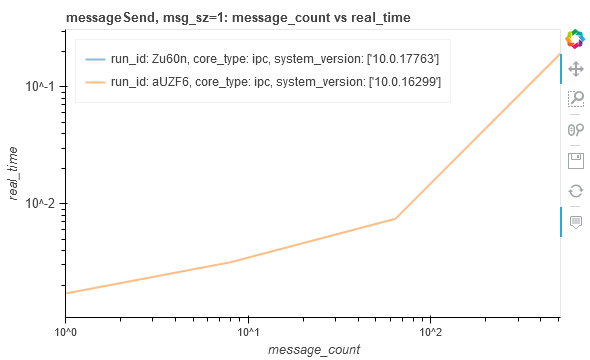 messageSend, msg_sz=1: message_count vs real_time
run_id: Zu60n, core_type: ipc, system_version: ['10.0.17763']
run_id: aUZF6, core_type: ipc, system_version: ['10.0.16299']
10^-1
10^-2
real_time
10^0
10^1
10^2
message_count